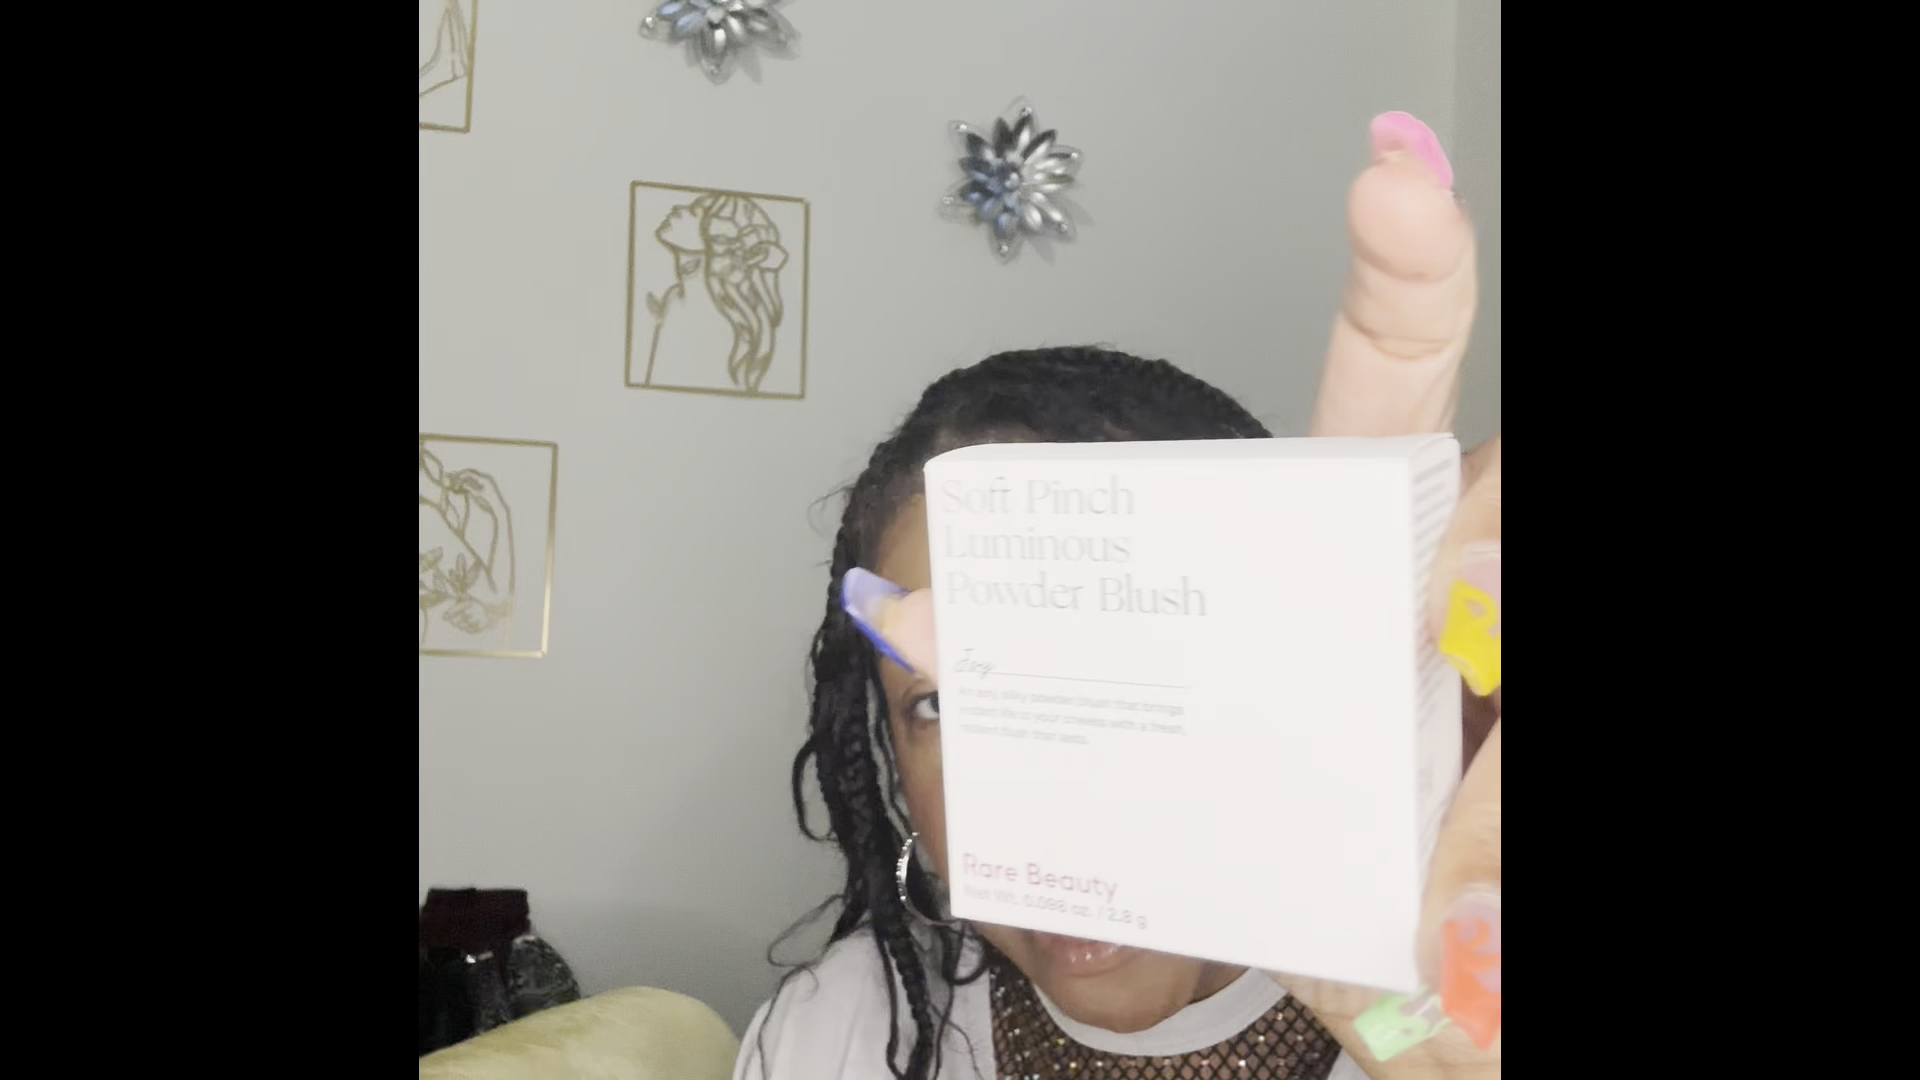 Soft Pinch
Luminous
Powder Blush
Joy
An airy, silky powder blush that brings
instant life to your cheeks with a fresh,
radiant flush that lasts.
Rare Beauty
Net Wt. 0.098 oz. / 2.8 g